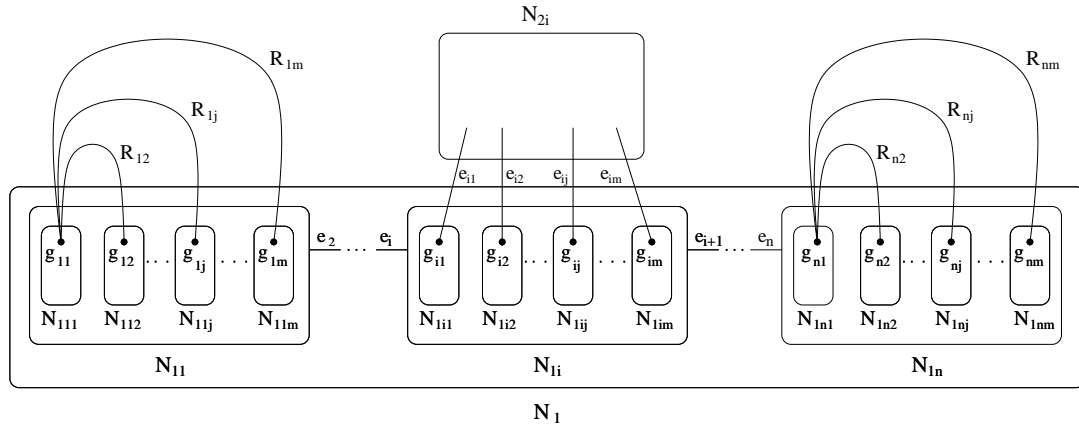 N₂ᵢ
R₁ₘ Rₙₘ
R₁ⱼ Rₙⱼ
R₁₂ Rₙ₂
eᵢ₁ eᵢ₂ eᵢⱼ eᵢₘ
e₂ · · · eᵢ eᵢ₊₁ · · · eₙ
g₁₁ g₁₂ · · · g₁ⱼ · · · g₁ₘ gᵢ₁ gᵢ₂ · · · gᵢⱼ · · · gᵢₘ gₙ₁ gₙ₂ · · · gₙⱼ · · · gₙₘ
N₁₁₁ N₁₁₂ N₁₁ⱼ N₁₁ₘ N₁ᵢ₁ N₁ᵢ₂ N₁ᵢⱼ N₁ᵢₘ N₁ₙ₁ N₁ₙ₂ N₁ₙⱼ N₁ₙₘ
N₁₁ N₁ᵢ N₁ₙ
N₁